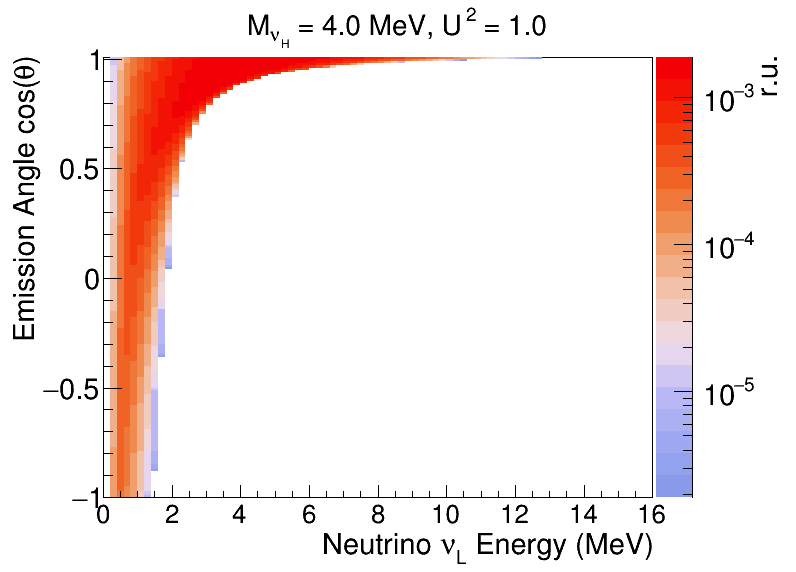 M_{ν_H} = 4.0 MeV, U² = 1.0
Emission Angle cos(θ)
1
0.5
0
−0.5
−1
0 2 4 6 8 10 12 14 16
Neutrino ν_L Energy (MeV)
r.u.
10⁻³
10⁻⁴
10⁻⁵